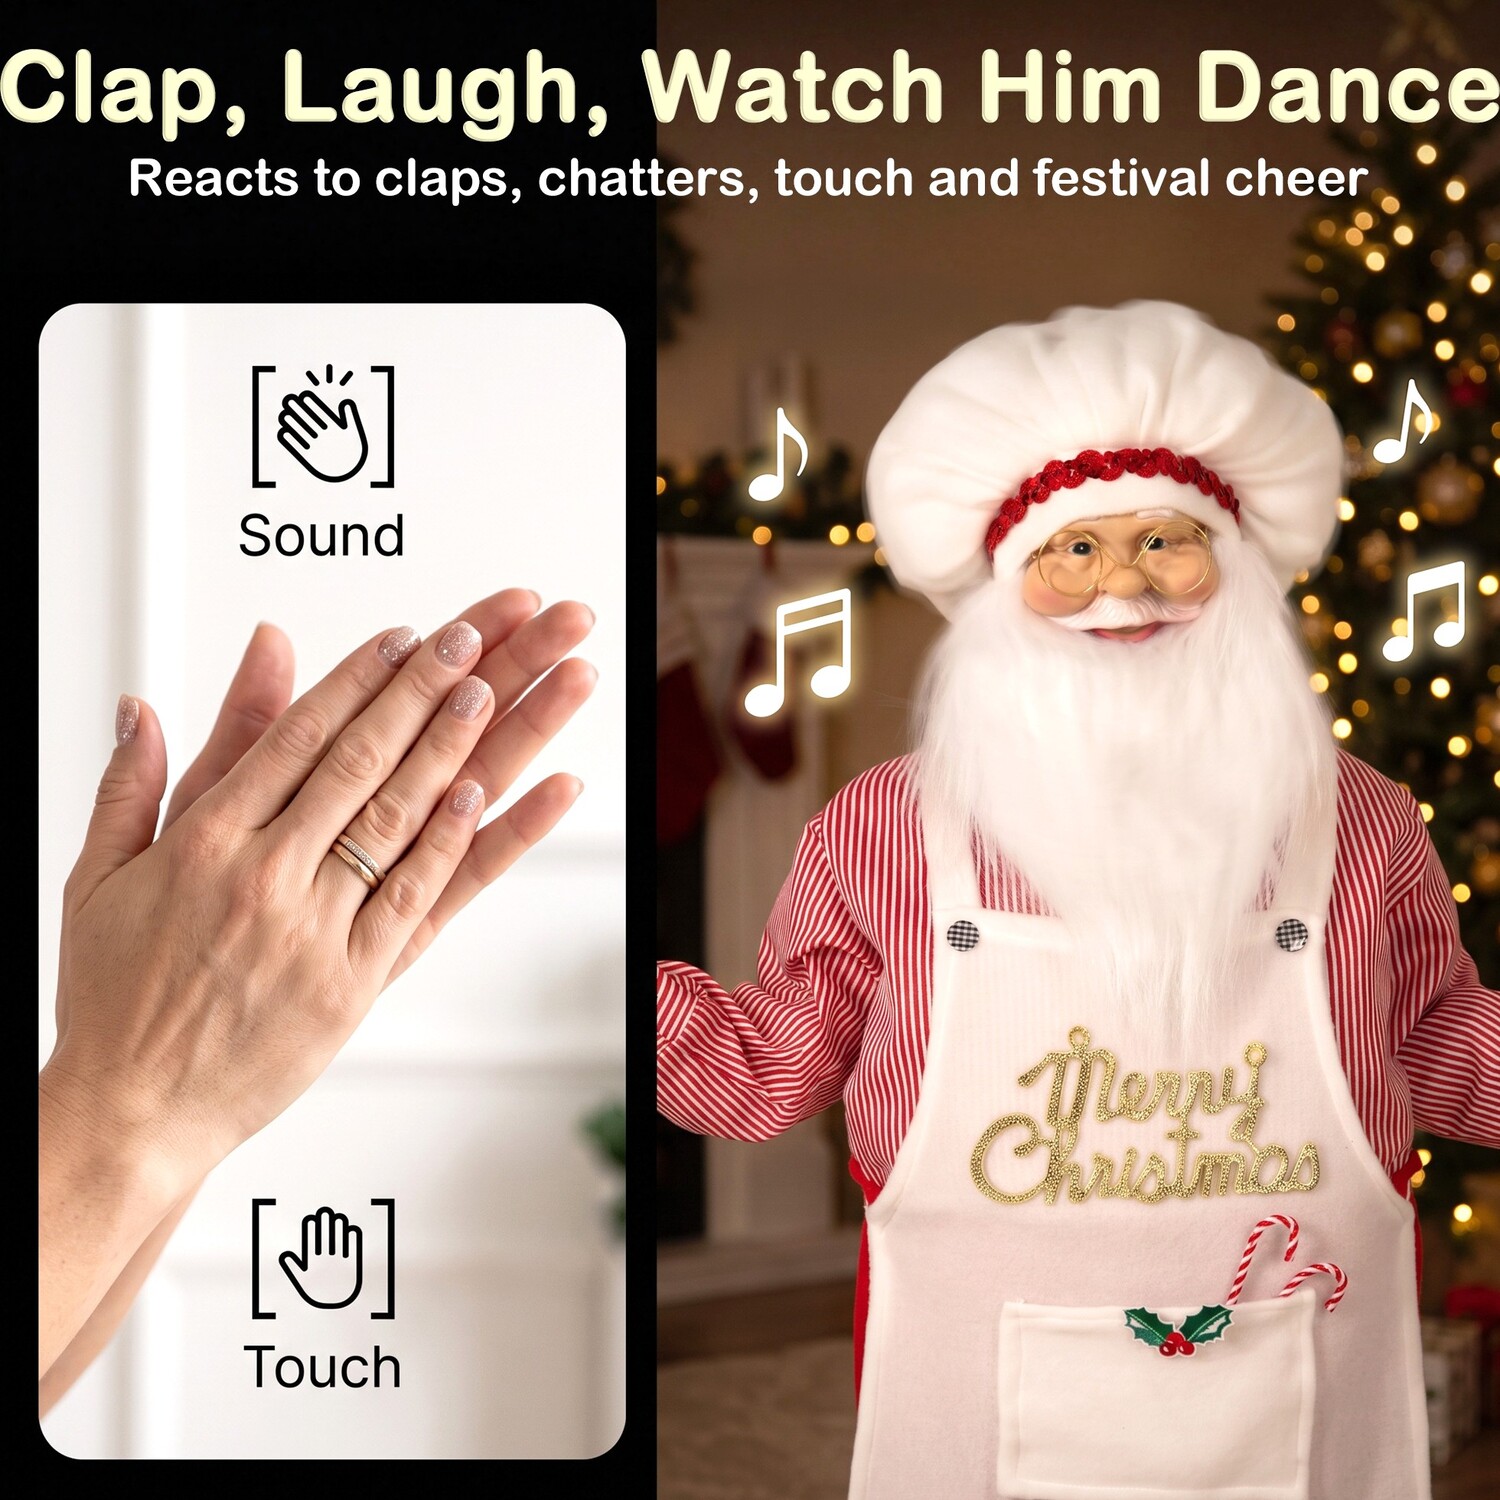 Clap, Laugh, Watch Him Dance
Reacts to claps, chatters, touch and festival cheer
Sound
Touch
Merry
Christmas